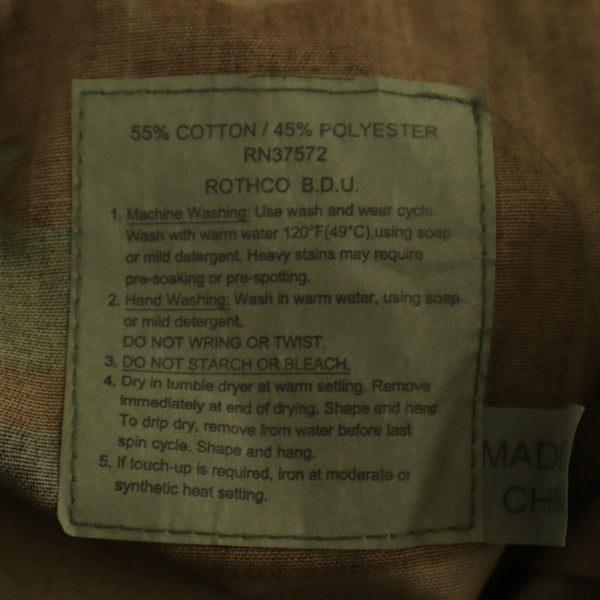 55% COTTON / 45% POLYESTER
RN37572
ROTHCO B.D.U.
1. Machine Washing: Use wash and wear cycle.
Wash with warm water 120°F(49°C),using soap
or mild detergent. Heavy stains may require
pre-soaking or pre-spotting.
2. Hand Washing: Wash in warm water, using soap
or mild detergent.
DO NOT WRING OR TWIST.
3. DO NOT STARCH OR BLEACH.
4. Dry in tumble dryer at warm setting. Remove
immediately at end of drying. Shape and hang
To drip dry, remove from water before last
spin cycle. Shape and hang.
5. If touch-up is required, iron at moderate or
synthetic heat setting.
MADE